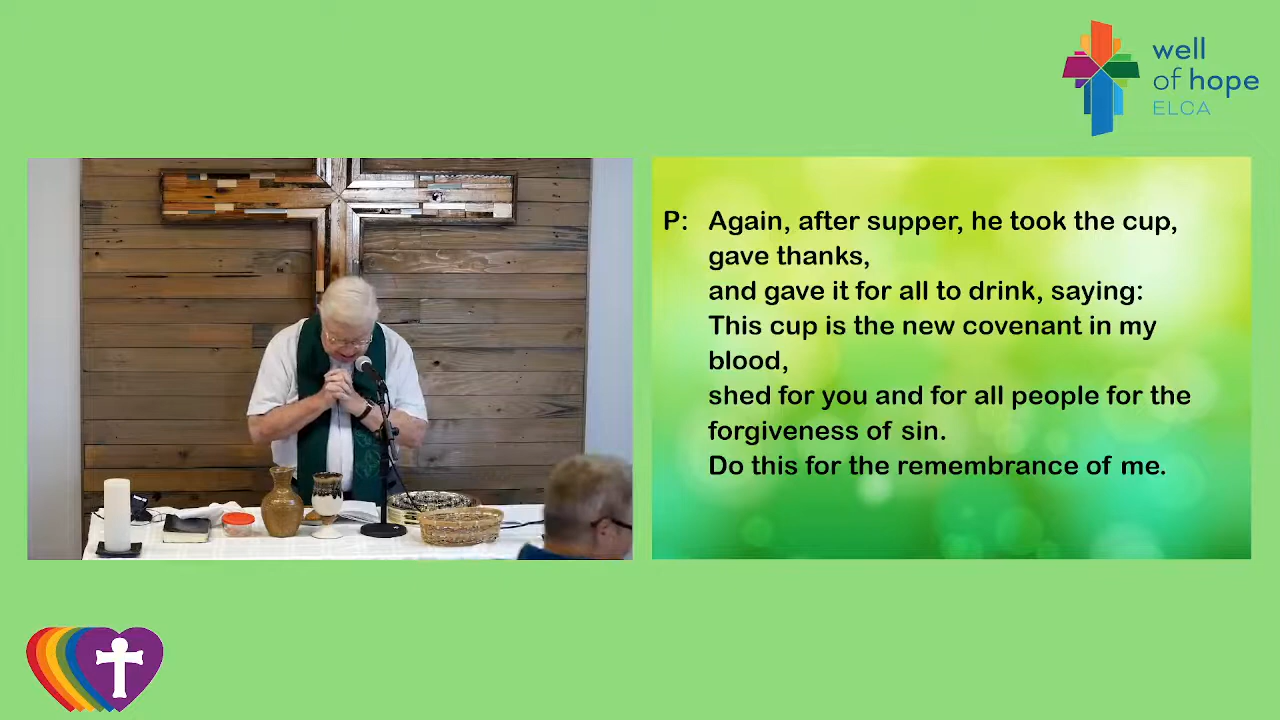 well
of hope
ELCA
P: Again, after supper, he took the cup,
gave thanks,
and gave it for all to drink, saying:
This cup is the new covenant in my
blood,
shed for you and for all people for the
forgiveness of sin.
Do this for the remembrance of me.